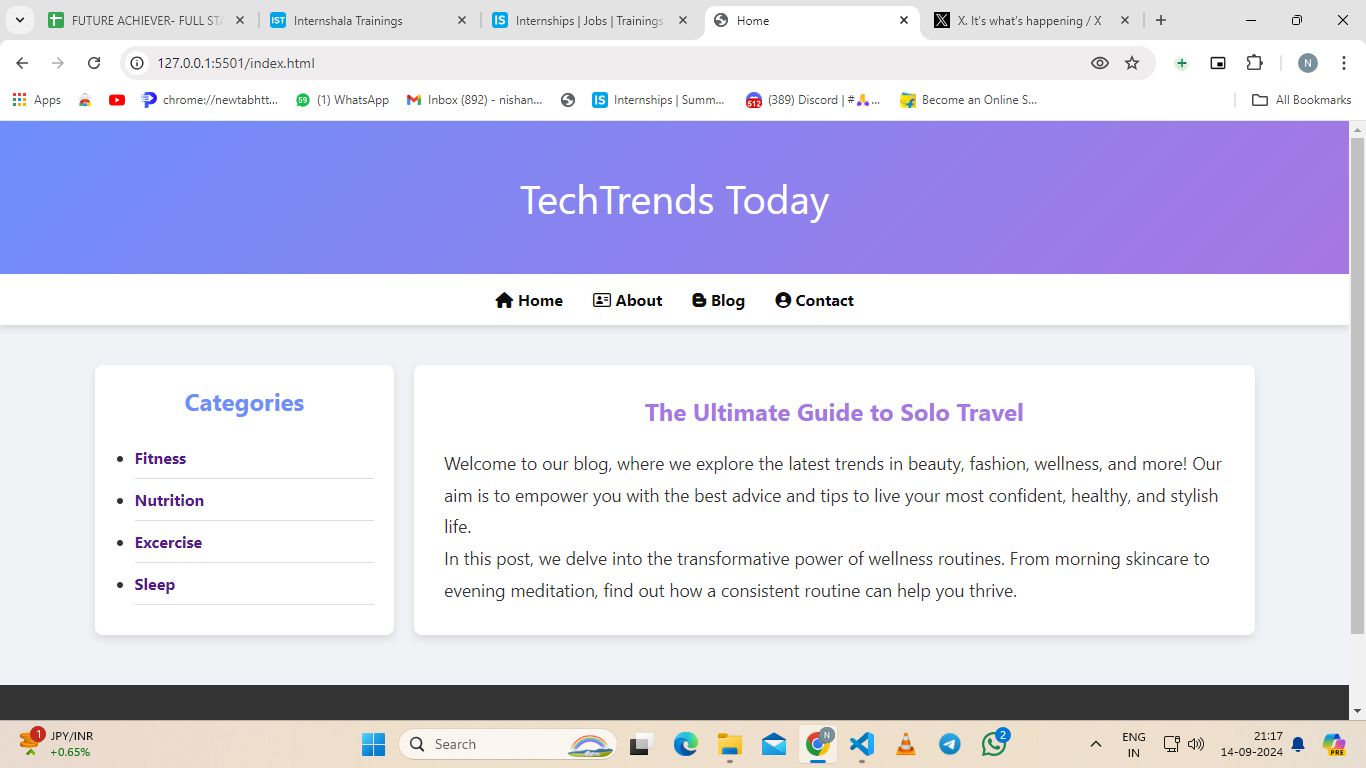 FUTURE ACHIEVER- FULL STA
Internshala Trainings
Internships | Jobs | Trainings
Home
X. It's what's happening / X
127.0.0.1:5501/index.html
N
Apps
chrome://newtabhtt...
(1) WhatsApp
Inbox (892) - nishan...
Internships | Summ...
(389) Discord | #🙏...
Become an Online S...
All Bookmarks
TechTrends Today
Home About Blog Contact
Categories
Fitness
Nutrition
Excercise
Sleep
The Ultimate Guide to Solo Travel
Welcome to our blog, where we explore the latest trends in beauty, fashion, wellness, and more! Our
aim is to empower you with the best advice and tips to live your most confident, healthy, and stylish
life.
In this post, we delve into the transformative power of wellness routines. From morning skincare to
evening meditation, find out how a consistent routine can help you thrive.
1
JPY/INR
+0.65%
Search
N
2
ENG
IN
21:17
14-09-2024
PRE